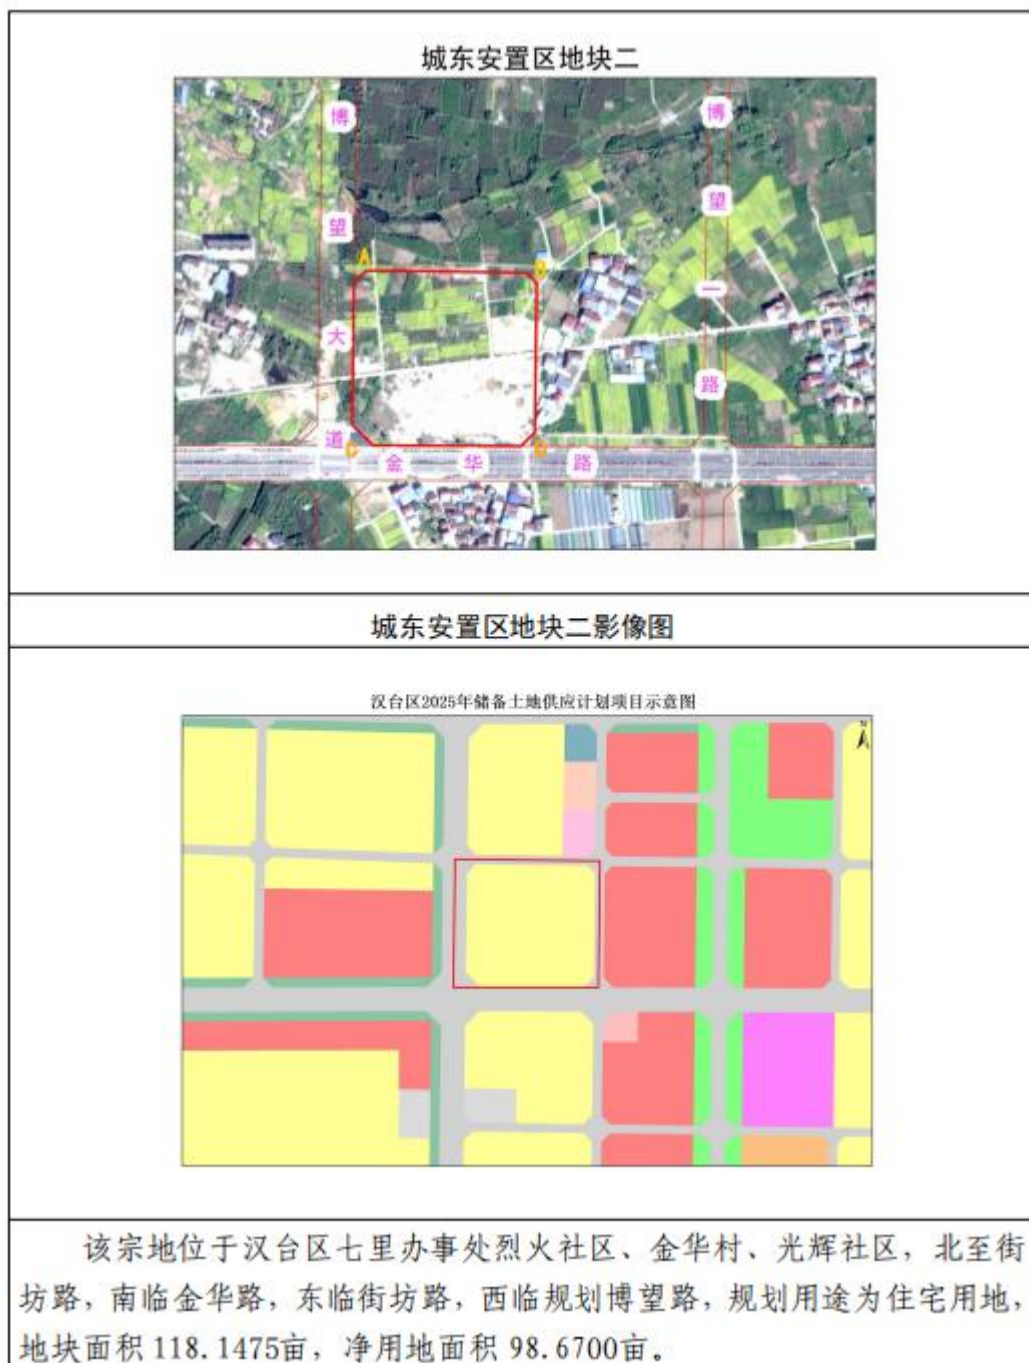 城东安置区地块二
博 博
望 望
A B
一
大
路
道 C D
金 华 路
城东安置区地块二影像图
汉台区2025年储备土地供应计划项目示意图
N
该宗地位于汉台区七里办事处烈火社区、金华村、光辉社区，北至街
坊路，南临金华路，东临街坊路，西临规划博望路，规划用途为住宅用地，
地块面积 118.1475亩，净用地面积 98.6700亩。